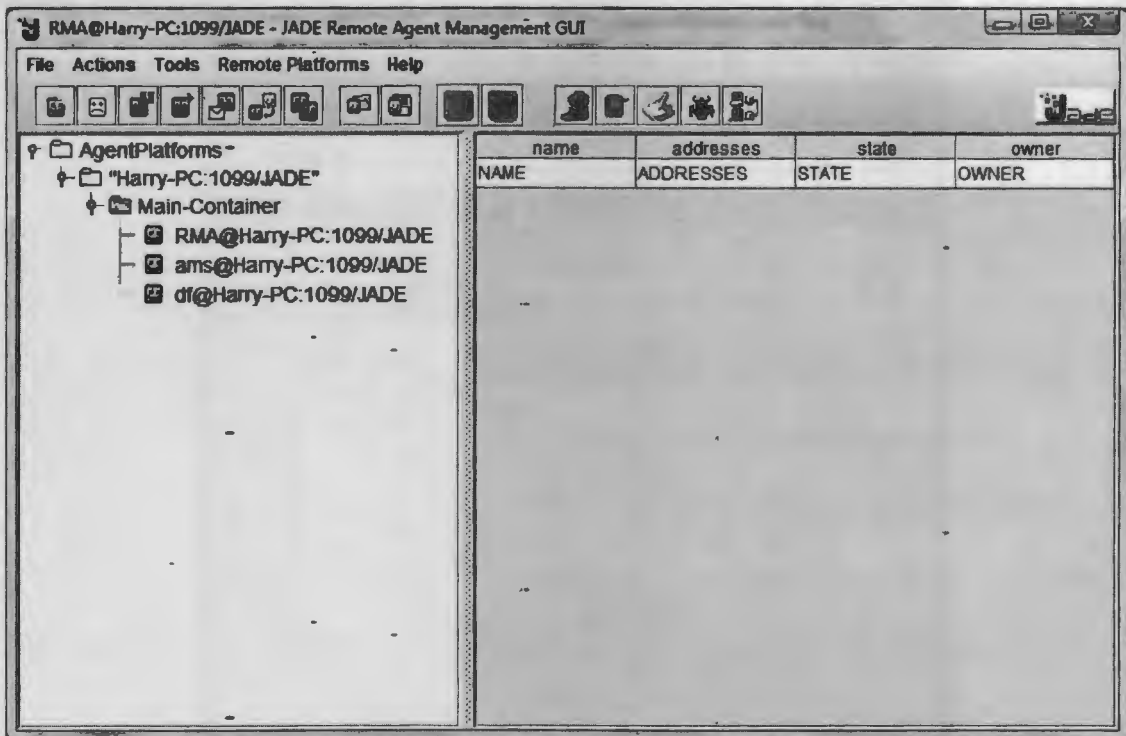 RMA@Harry-PC:1099/JADE - JADE Remote Agent Management GUI
File Actions Tools Remote Platforms Help
Jade
AgentPlatforms
"Harry-PC:1099/JADE"
Main-Container
RMA@Harry-PC:1099/JADE
ams@Harry-PC:1099/JADE
df@Harry-PC:1099/JADE
name addresses state owner
NAME ADDRESSES STATE OWNER